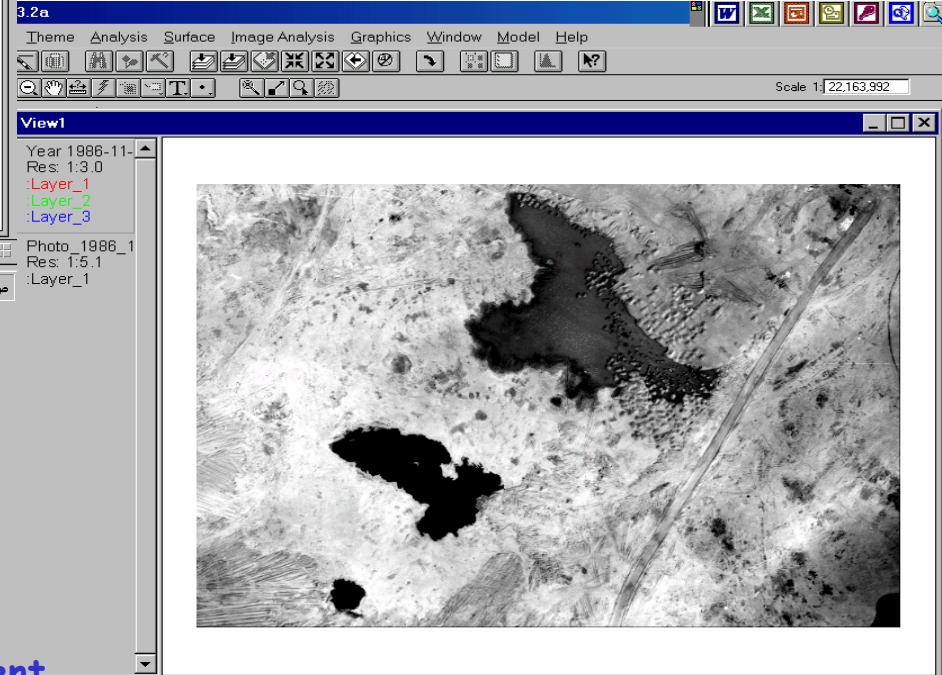 3.2a
Theme Analysis Surface Image Analysis Graphics Window Model Help
Scale 1: 22,163,992
View1
Year 1986-11-
Res: 1:3.0
:Layer_1
:Layer_2
:Layer_3
Photo_1986_1
Res: 1:5.1
:Layer_1
ent